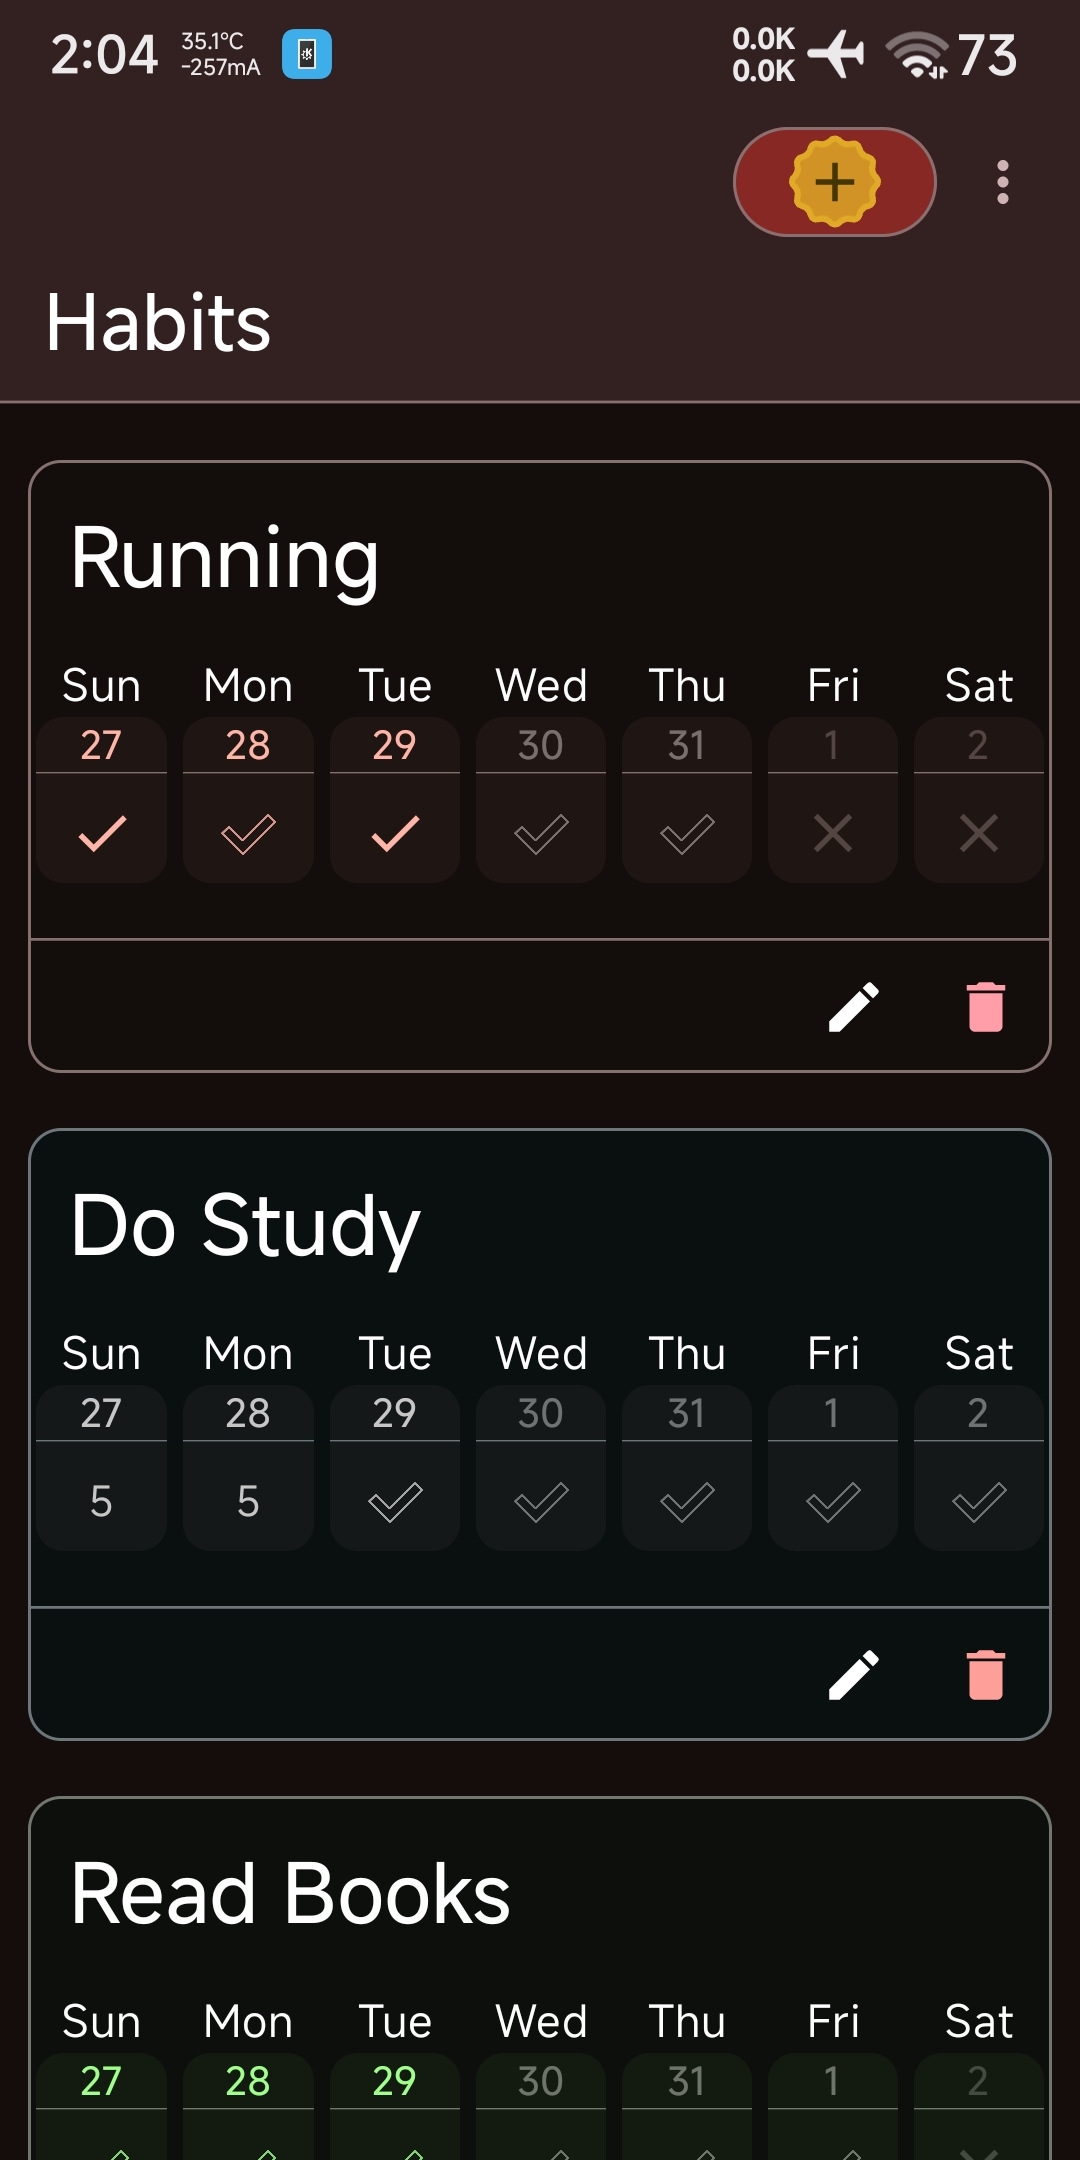 2:04 35.1°C 0.0K 73
-257mA 0.0K
Habits
Running
Sun Mon Tue Wed Thu Fri Sat
27 28 29 30 31 1 2
Do Study
Sun Mon Tue Wed Thu Fri Sat
27 28 29 30 31 1 2
5 5
Read Books
Sun Mon Tue Wed Thu Fri Sat
27 28 29 30 31 1 2